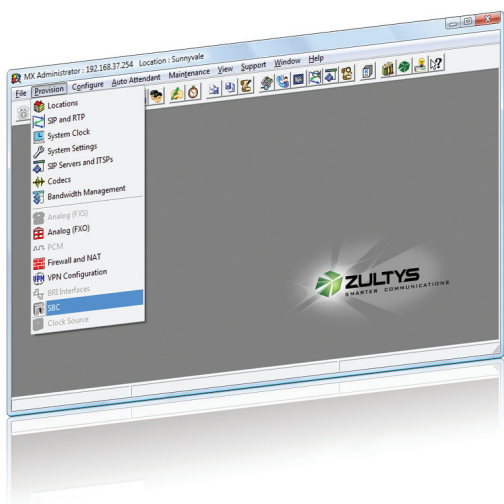 MX Administrator : 192.168.37.254 Location : Sunnyvale
File Provision Configure Auto Attendant Maintenance View Support Window Help
Locations
SIP and RTP
System Clock
System Settings
SIP Servers and ITSPs
Codecs
Bandwidth Management
Analog (FXS)
Analog (FXO)
PCM
Firewall and NAT
VPN Configuration
BRI Interfaces
SBC
Clock Source
ZULTYS
SMARTER COMMUNICATIONS